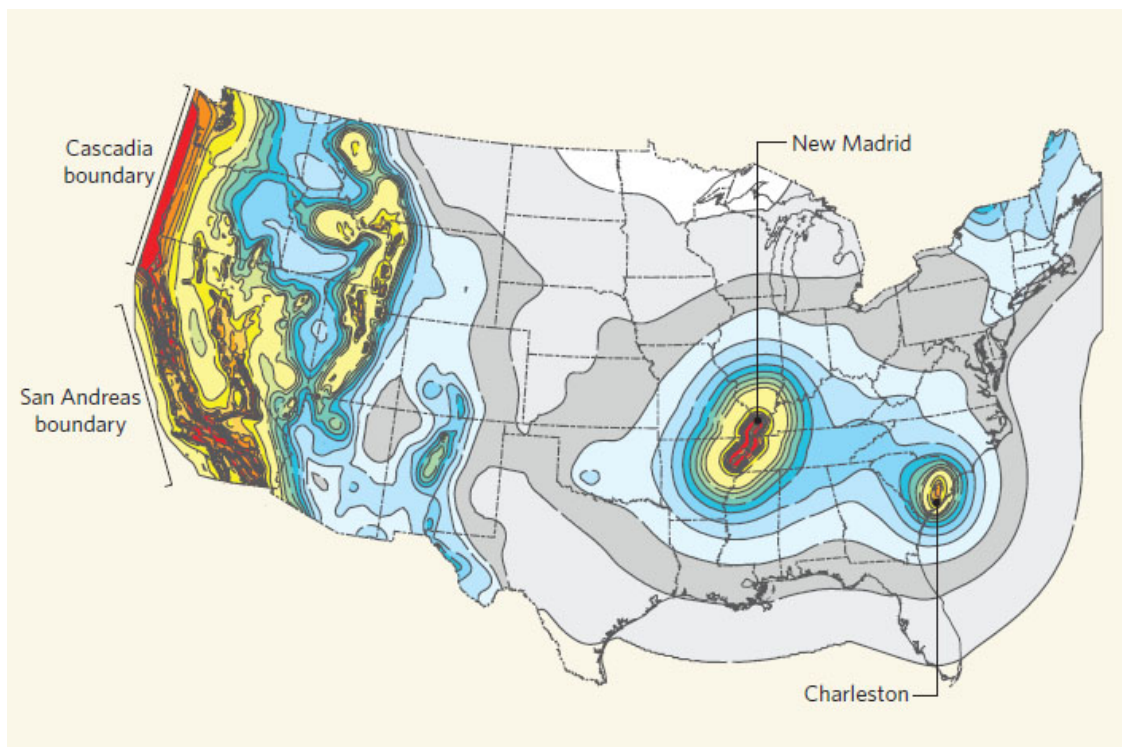 Cascadia
boundary
New Madrid
San Andreas
boundary
Charleston